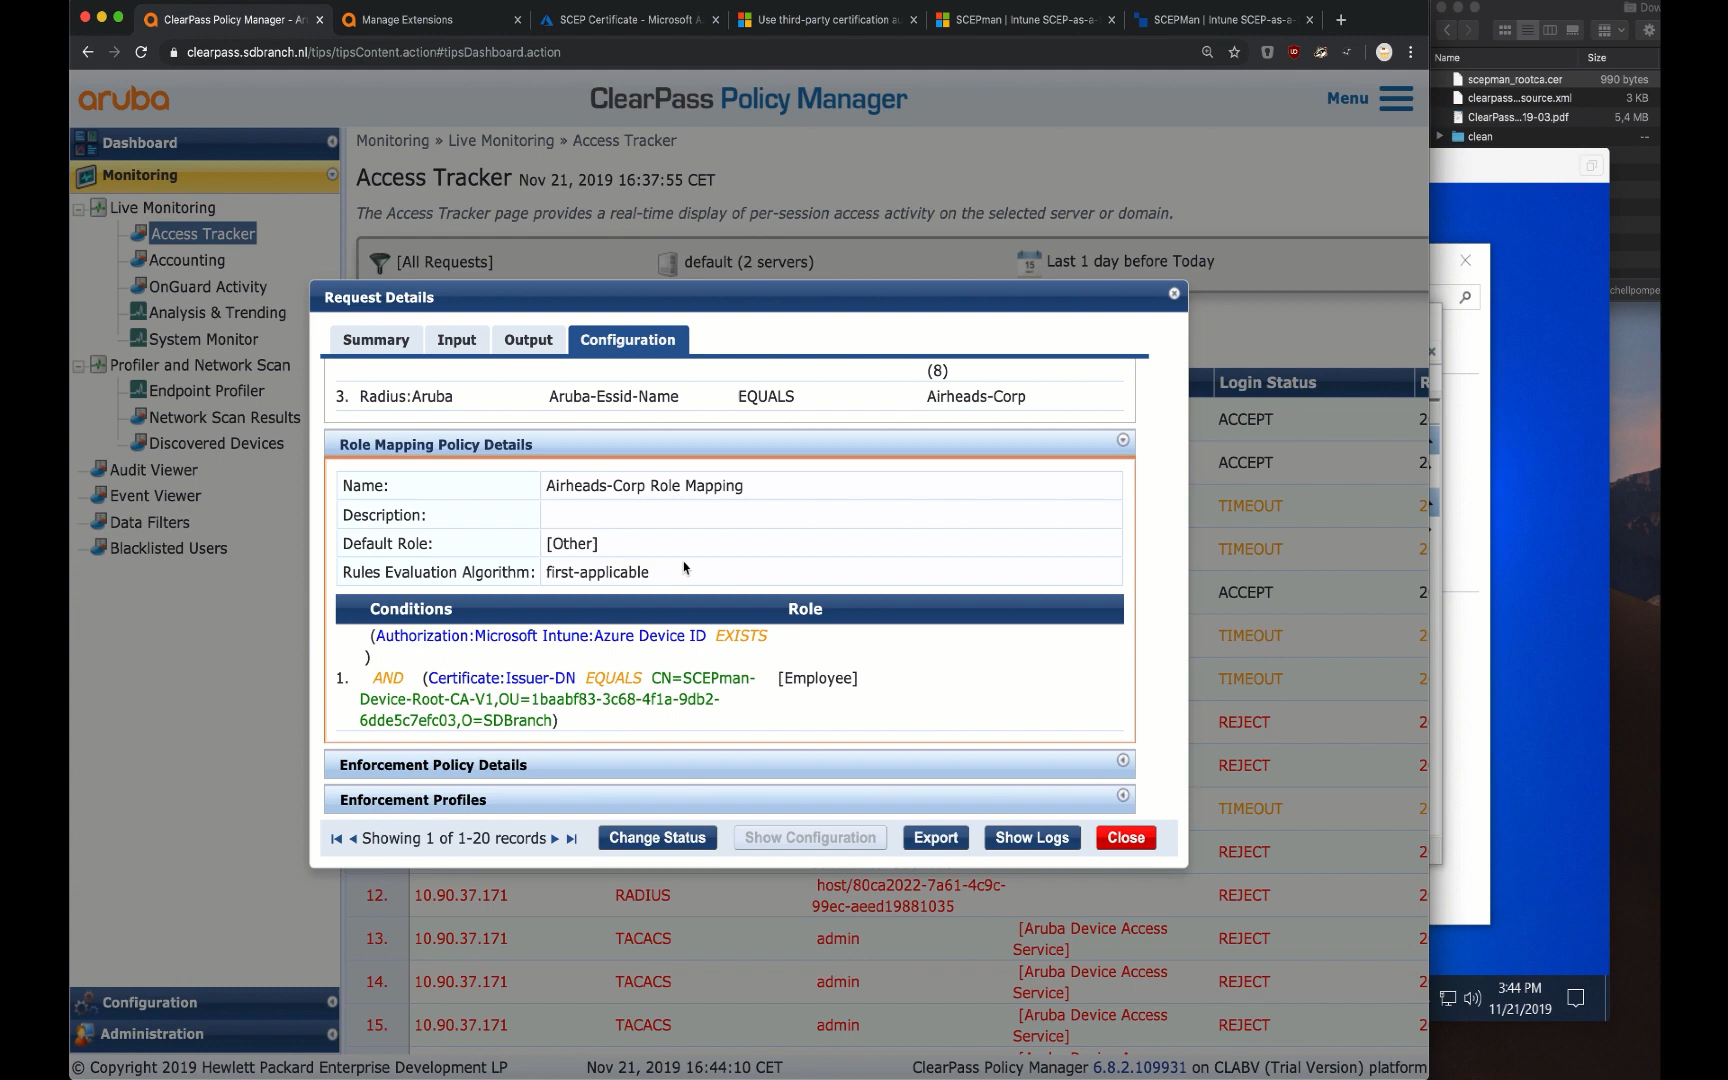 ClearPass Policy Manager - Ar
Manage Extensions
SCEP Certificate - Microsoft A
Use third-party certification au
SCEPman | Intune SCEP-as-a-
SCEPMan | Intune SCEP-as-a-
clearpass.sdbranch.nl/tips/tipsContent.action#tipsDashboard.action
Dow
Name Size
scepman_rootca.cer 990 bytes
clearpass...source.xml 3 KB
ClearPass...19-03.pdf 5,4 MB
clean --
aruba
ClearPass Policy Manager
Menu
Dashboard
Monitoring
Live Monitoring
Access Tracker
Accounting
OnGuard Activity
Analysis & Trending
System Monitor
Profiler and Network Scan
Endpoint Profiler
Network Scan Results
Discovered Devices
Audit Viewer
Event Viewer
Data Filters
Blacklisted Users
Configuration
Administration
Monitoring » Live Monitoring » Access Tracker
Access Tracker Nov 21, 2019 16:37:55 CET
The Access Tracker page provides a real-time display of per-session access activity on the selected server or domain.
[All Requests] default (2 servers) 15 Last 1 day before Today
chellpompe
Request Details
Summary Input Output Configuration
(8)
3. Radius:Aruba Aruba-Essid-Name EQUALS Airheads-Corp
Role Mapping Policy Details
Name: Airheads-Corp Role Mapping
Description:
Default Role: [Other]
Rules Evaluation Algorithm: first-applicable
Conditions Role
(Authorization:Microsoft Intune:Azure Device ID EXISTS
)
1. AND (Certificate:Issuer-DN EQUALS CN=SCEPman- [Employee]
Device-Root-CA-V1,OU=1baabf83-3c68-4f1a-9db2-
6dde5c7efc03,O=SDBranch)
Enforcement Policy Details
Enforcement Profiles
Showing 1 of 1-20 records Change Status Show Configuration Export Show Logs Close
Login Status R
ACCEPT 2
ACCEPT 2
TIMEOUT 2
TIMEOUT 2
ACCEPT 2
TIMEOUT 2
TIMEOUT 2
REJECT 2
REJECT 2
TIMEOUT 2
REJECT 2
12. 10.90.37.171 RADIUS host/80ca2022-7a61-4c9c-
99ec-aeed19881035 REJECT 2
13. 10.90.37.171 TACACS admin [Aruba Device Access
Service] REJECT 2
14. 10.90.37.171 TACACS admin [Aruba Device Access
Service] REJECT 2
15. 10.90.37.171 TACACS admin [Aruba Device Access
Service] REJECT 2
3:44 PM
11/21/2019
© Copyright 2019 Hewlett Packard Enterprise Development LP Nov 21, 2019 16:44:10 CET ClearPass Policy Manager 6.8.2.109931 on CLABV (Trial Version) platform